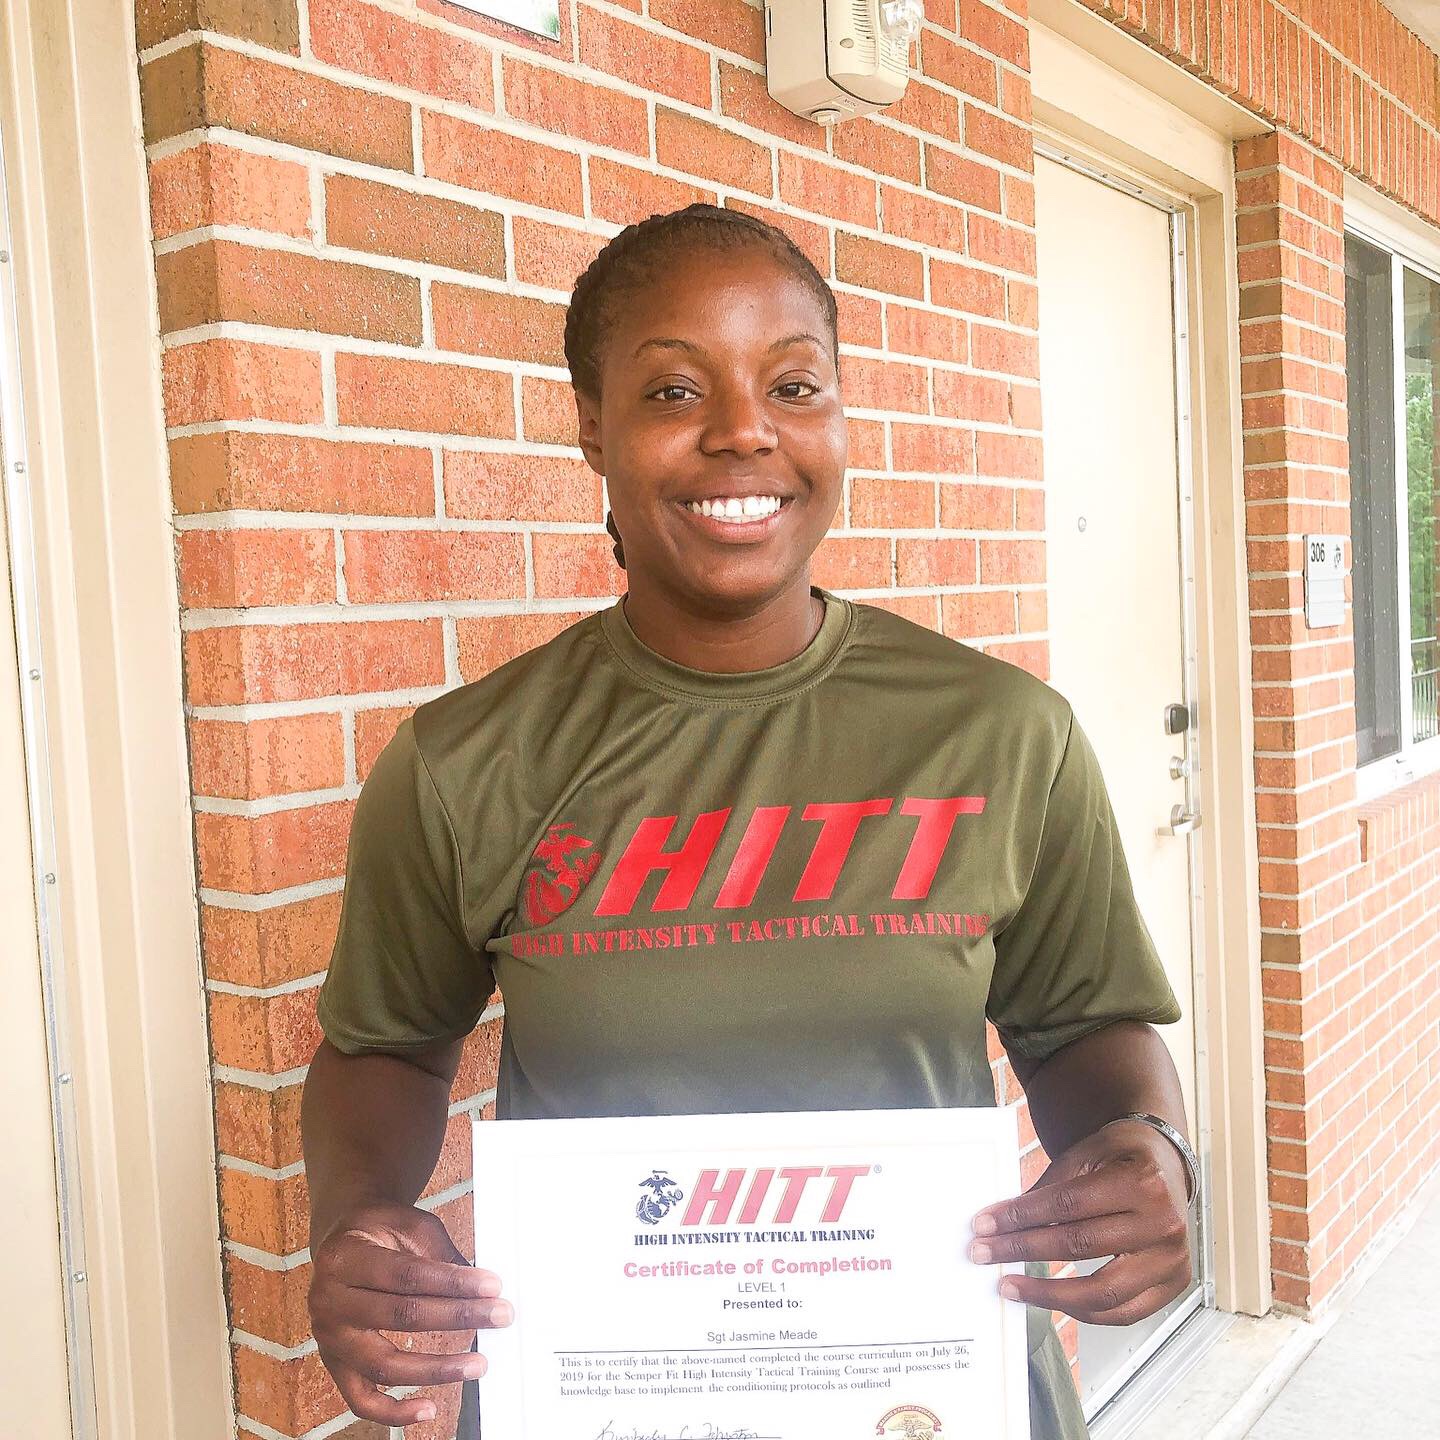 306
HITT
HIGH INTENSITY TACTICAL TRAINING
HITT®
HIGH INTENSITY TACTICAL TRAINING
Certificate of Completion
LEVEL 1
Presented to:
Sgt Jasmine Meade
This is to certify that the above-named completed the course curriculum on July 26,
2019 for the Semper Fit High Intensity Tactical Training Course and possesses the
knowledge base to implement the conditioning protocols as outlined